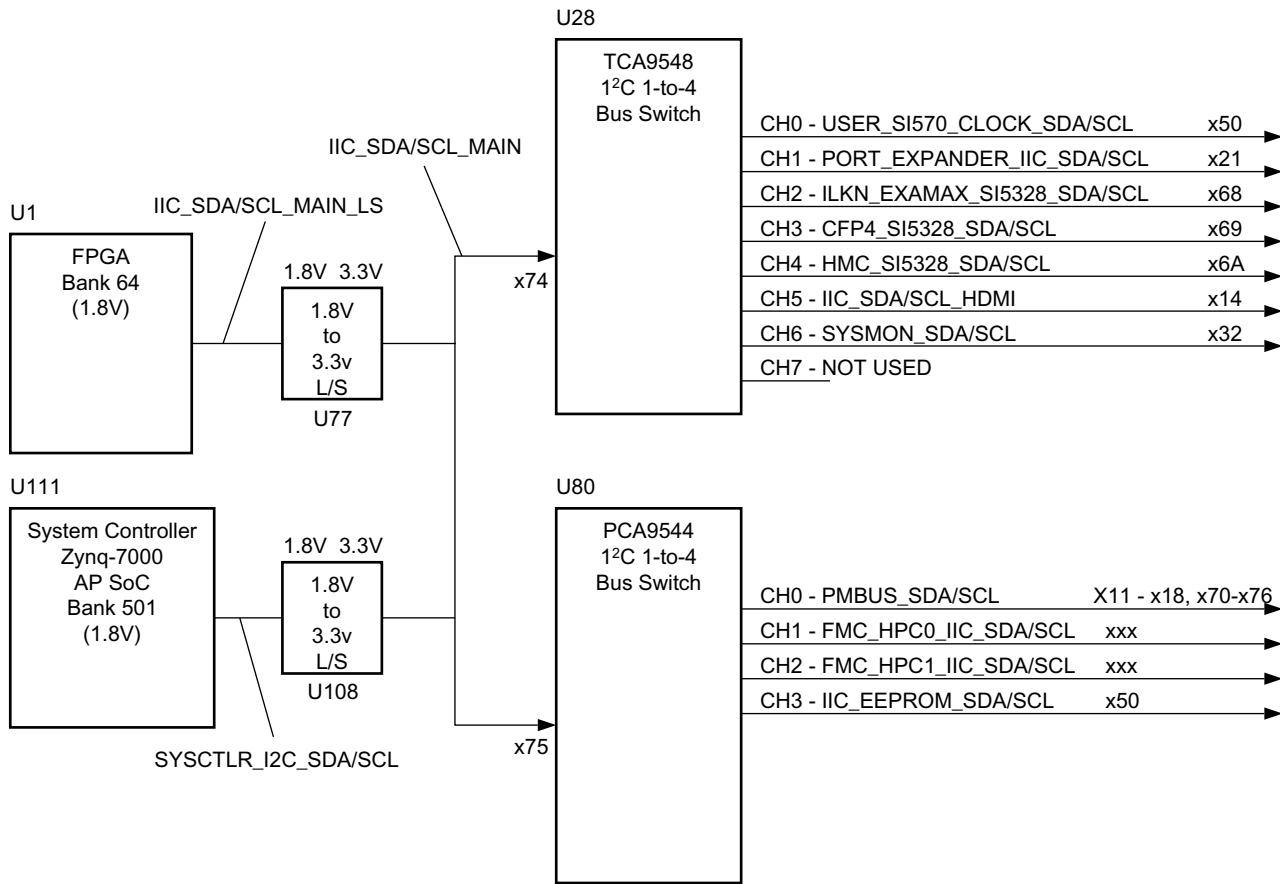 U28
TCA9548
1²C 1-to-4
Bus Switch
CH0 - USER_SI570_CLOCK_SDA/SCL x50
CH1 - PORT_EXPANDER_IIC_SDA/SCL x21
CH2 - ILKN_EXAMAX_SI5328_SDA/SCL x68
CH3 - CFP4_SI5328_SDA/SCL x69
CH4 - HMC_SI5328_SDA/SCL x6A
CH5 - IIC_SDA/SCL_HDMI x14
CH6 - SYSMON_SDA/SCL x32
CH7 - NOT USED
IIC_SDA/SCL_MAIN
IIC_SDA/SCL_MAIN_LS
x74
U1
FPGA
Bank 64
(1.8V)
1.8V 3.3V
1.8V
to
3.3v
L/S
U77
U111
System Controller
Zynq-7000
AP SoC
Bank 501
(1.8V)
1.8V 3.3V
1.8V
to
3.3v
L/S
U108
SYSCTLR_I2C_SDA/SCL
x75
U80
PCA9544
1²C 1-to-4
Bus Switch
CH0 - PMBUS_SDA/SCL X11 - x18, x70-x76
CH1 - FMC_HPC0_IIC_SDA/SCL xxx
CH2 - FMC_HPC1_IIC_SDA/SCL xxx
CH3 - IIC_EEPROM_SDA/SCL x50